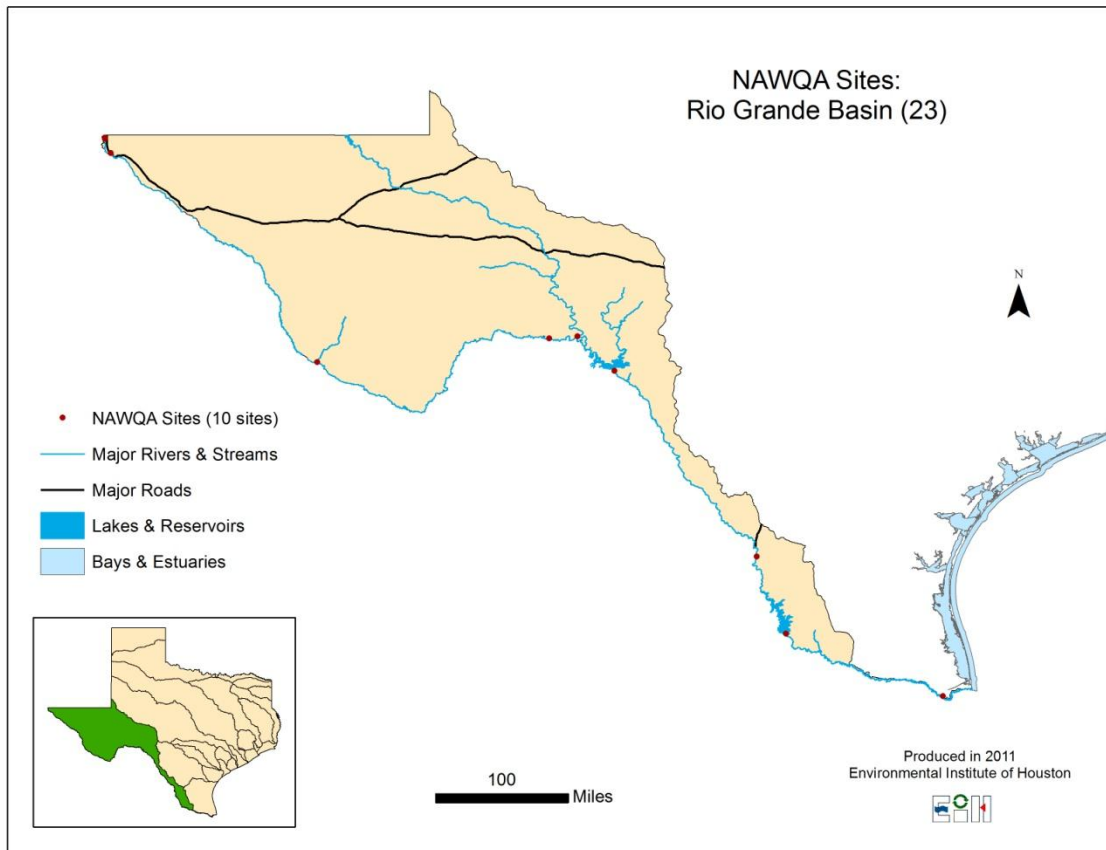 NAWQA Sites:
Rio Grande Basin (23)
N
NAWQA Sites (10 sites)
Major Rivers & Streams
Major Roads
Lakes & Reservoirs
Bays & Estuaries
100
Miles
Produced in 2011
Environmental Institute of Houston
EIH